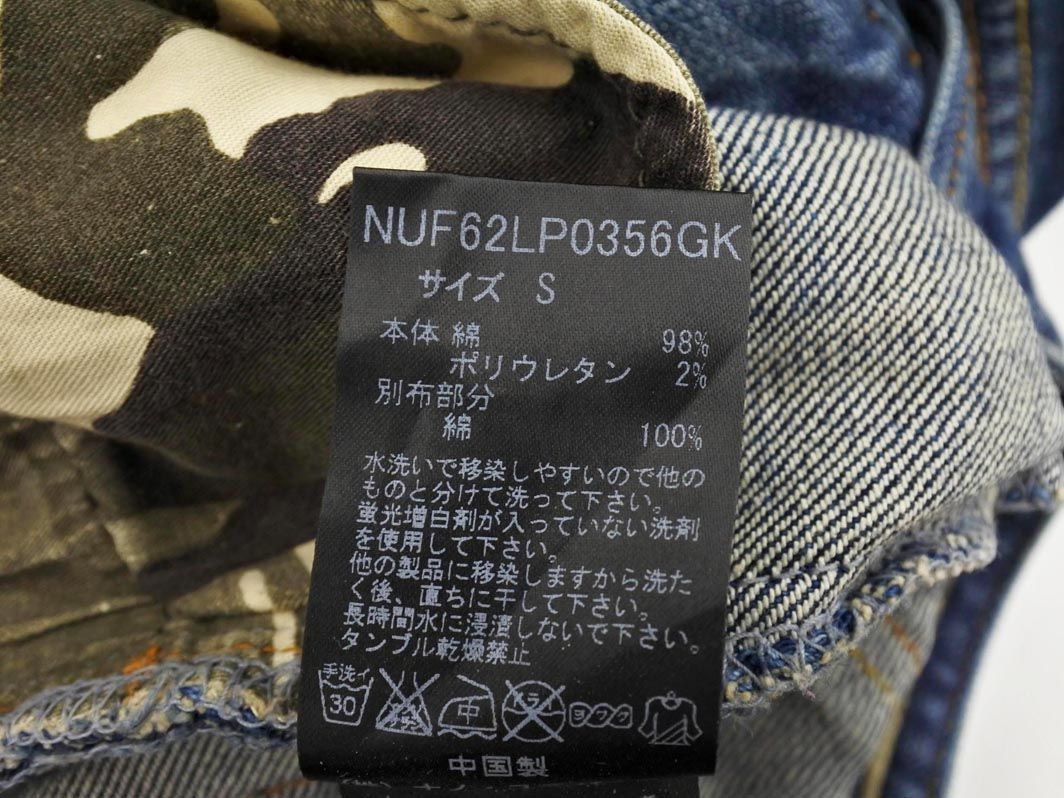 NUF62LP0356GK
サイズ S
本体 綿 98%
ポリウレタン 2%
別布部分
綿 100%
水洗いで移染しやすいので他の
ものと分けて洗って下さい。
蛍光増白剤が入っていない洗剤
を使用して下さい。
他の製品に移染しますから洗た
く後、直ちに干して下さい。
長時間水に浸漬しないで下さい。
タンブル乾燥禁止
手洗イ
30 中 ドライ ヨワク
中国製